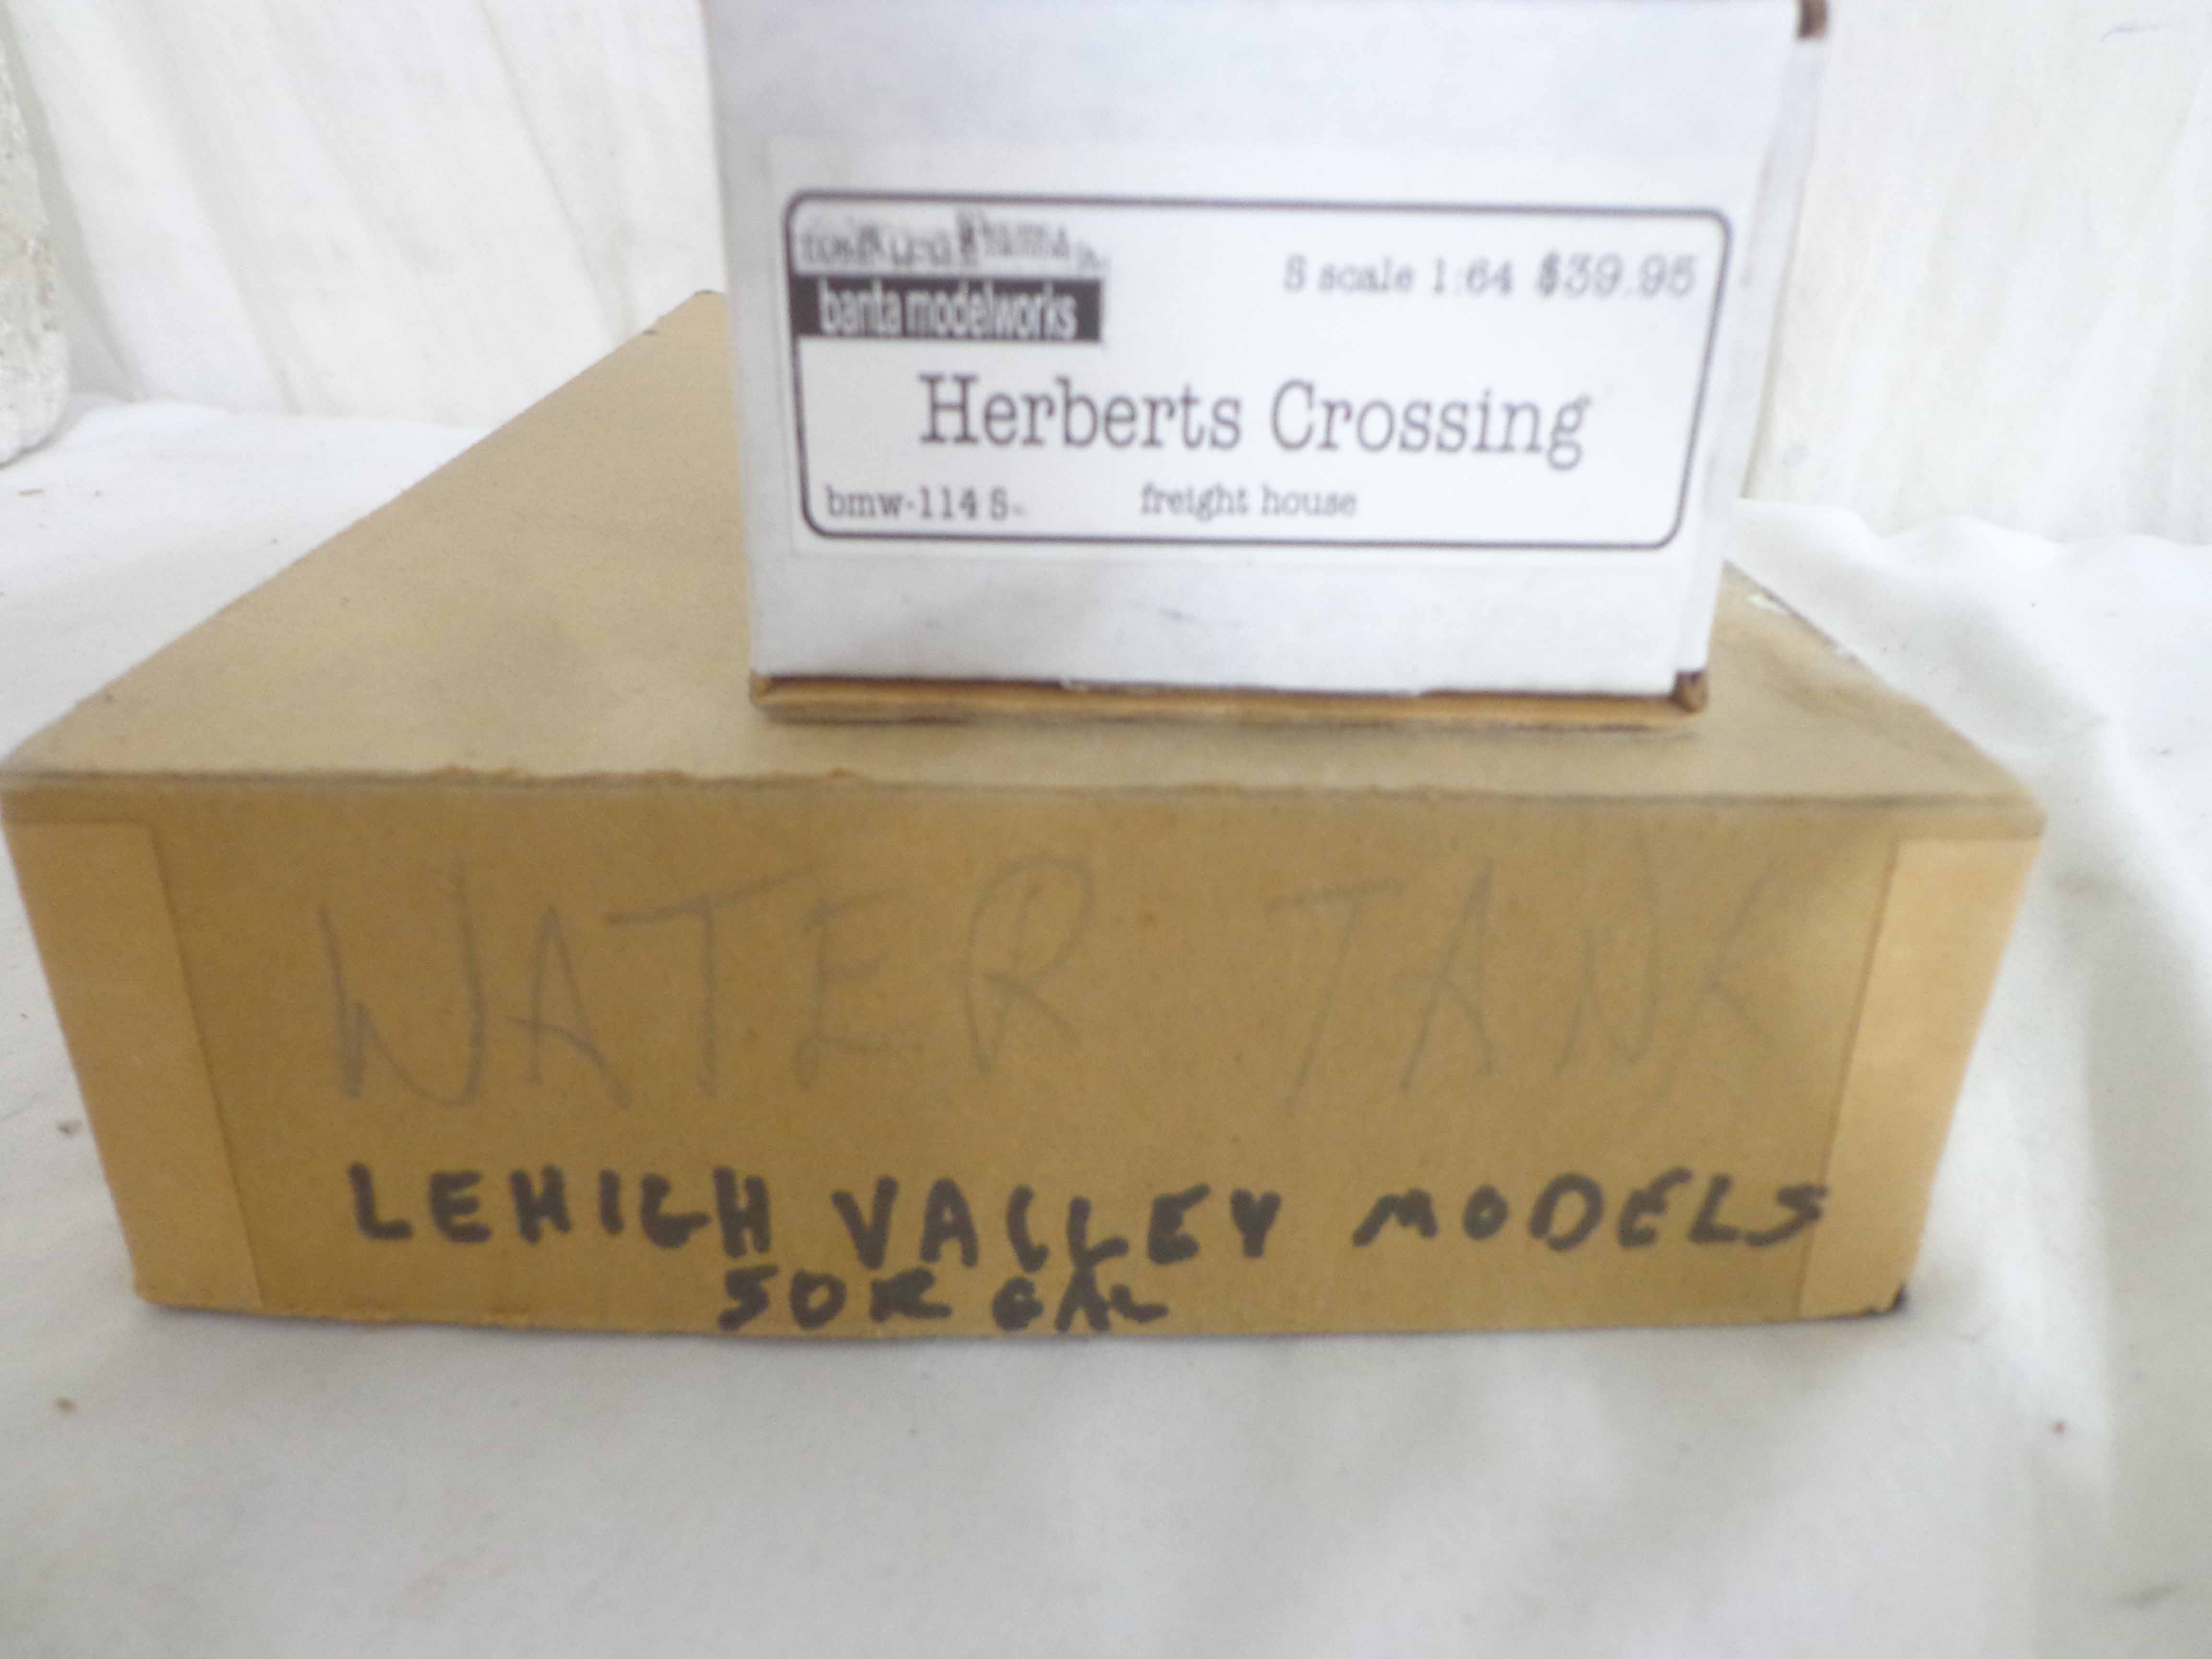 S scale 1:64 $39.95
banta modelworks
Herberts Crossing
bmw-114 S-
freight house
WATER TANK
LEHIGH VALLEY MODELS
50K GAL